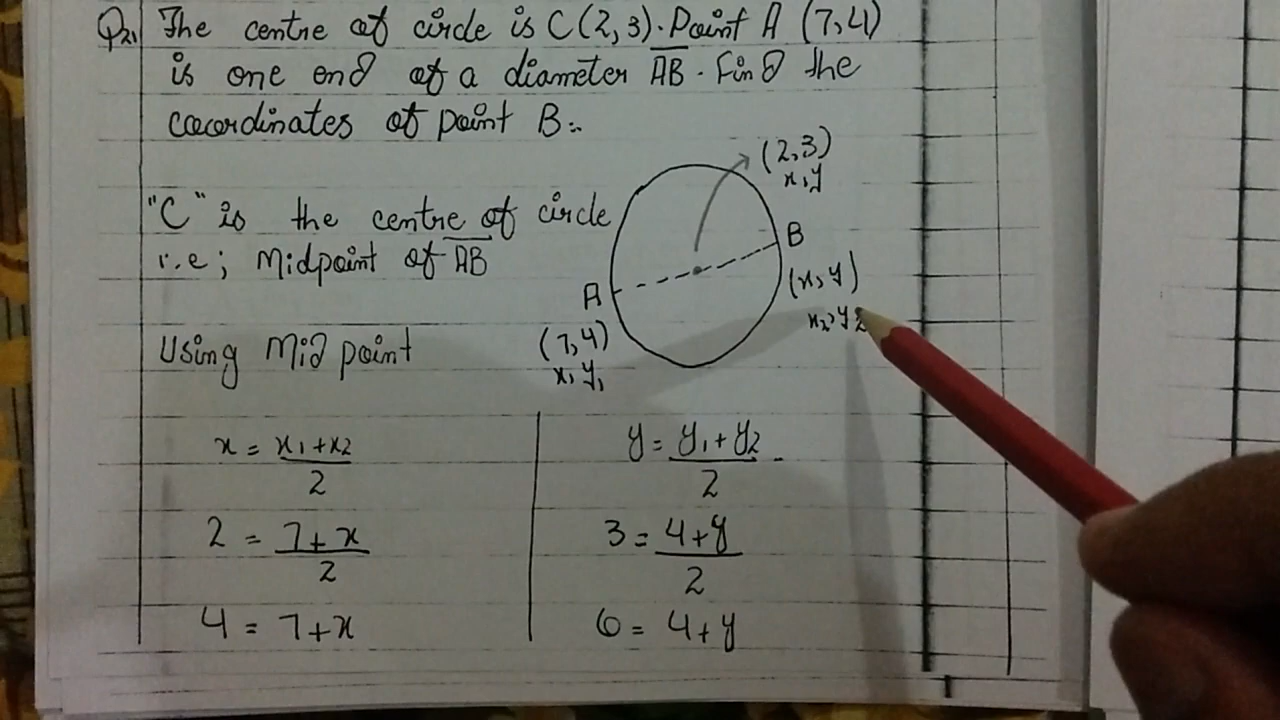 Q2, The centre of circle is C(2,3). Point A (7,4)
is one end of a diameter AB. Find the
coordinates of point B:.
"C" is the centre of circle
i.e; Midpoint of AB
(2,3)
x,y
B
(x,y)
x2,y2
A
(7,4)
x,y,
Using Mid point
x = x1+x2
2
2 = 7+x
2
4 = 7+x
y = y1+y2
2
3 = 4+y
2
6 = 4+y